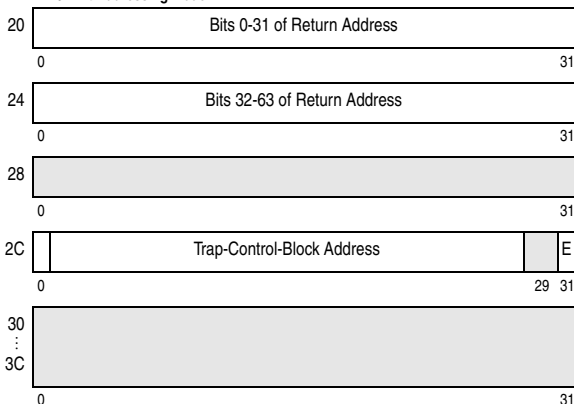 20 Bits 0-31 of Return Address
0 31
24 Bits 32-63 of Return Address
0 31
28
0 31
2C Trap-Control-Block Address E
0 29 31
30
⋮
3C
0 31